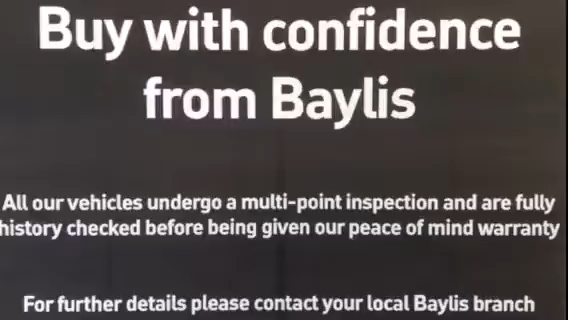 Buy with confidence
from Baylis
All our vehicles undergo a multi-point inspection and are fully
history checked before being given our peace of mind warranty
For further details please contact your local Baylis branch